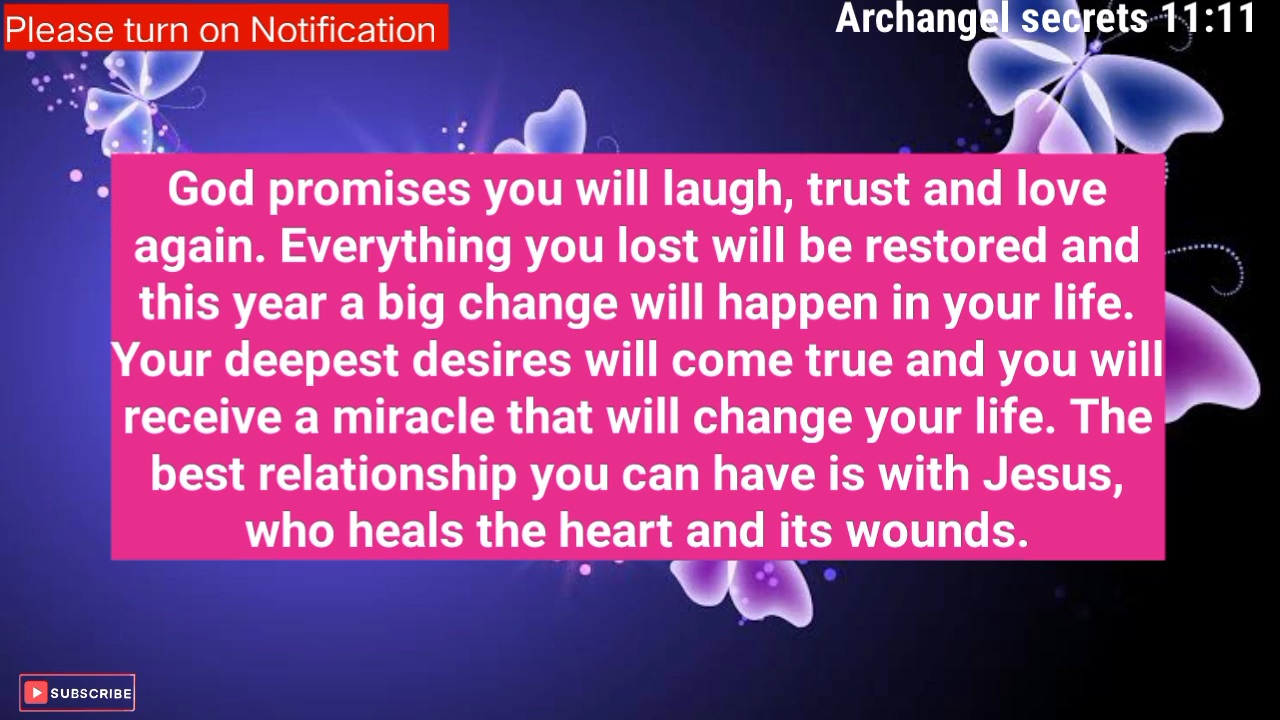 Please turn on Notification
Archangel secrets 11:11
God promises you will laugh, trust and love
again. Everything you lost will be restored and
this year a big change will happen in your life.
Your deepest desires will come true and you will
receive a miracle that will change your life. The
best relationship you can have is with Jesus,
who heals the heart and its wounds.
SUBSCRIBE